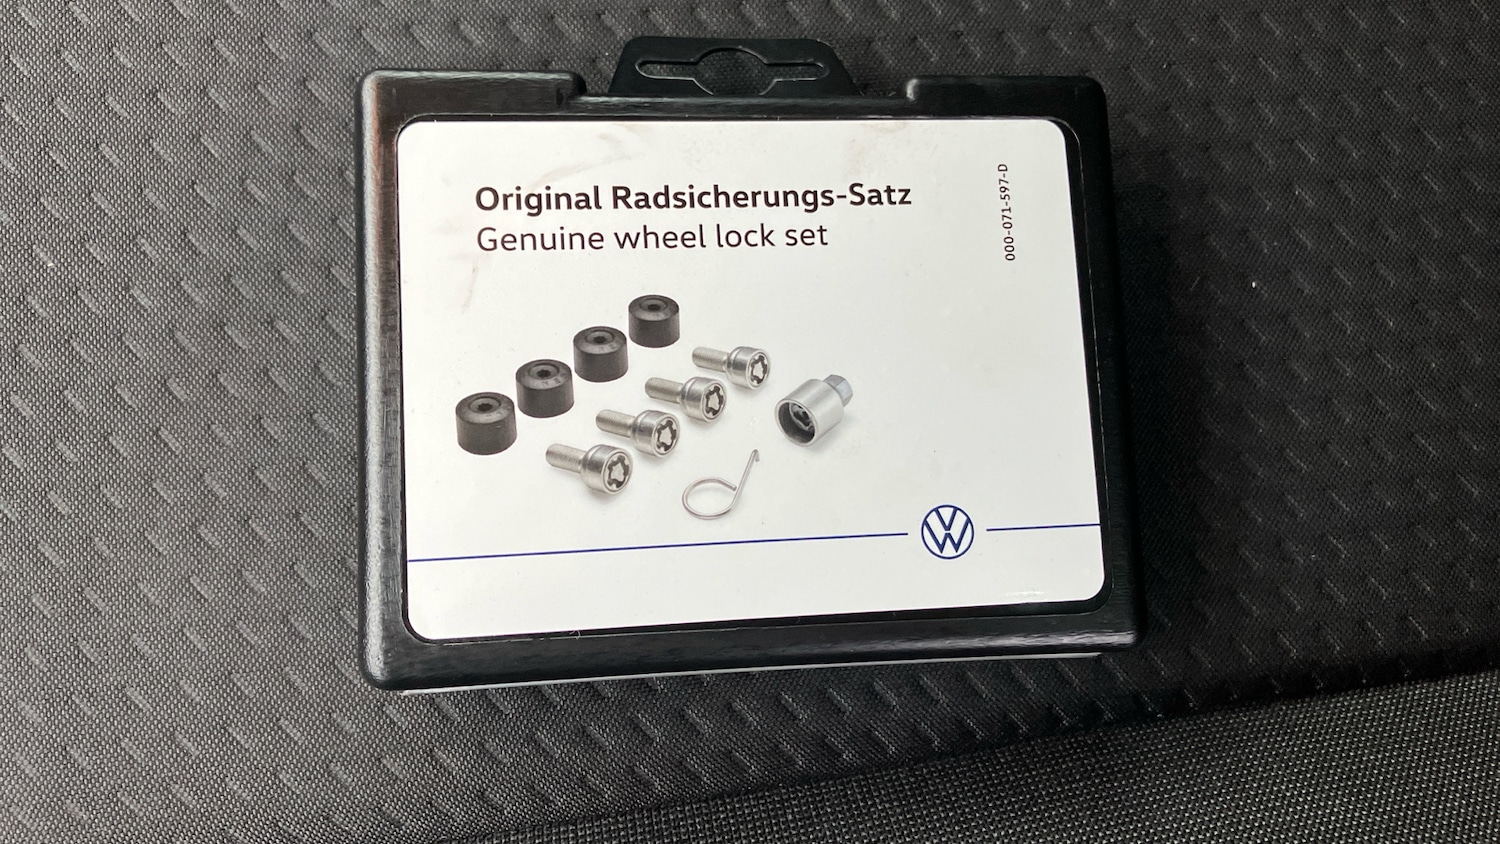 Original Radsicherungs-Satz
Genuine wheel lock set
000-071-597-D